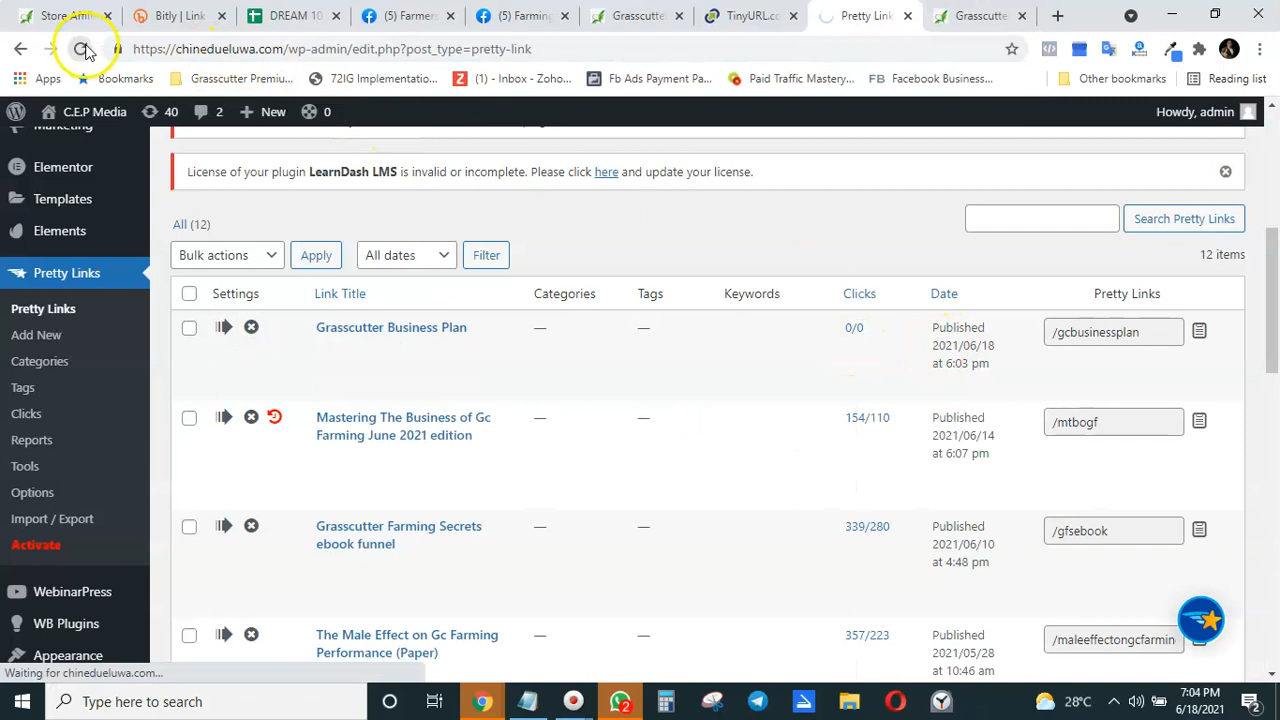 Store Affili
Bitly | Link
DREAM 10
(5) Farmers
(5) Farming
Grasscutte
TinyURL.co
Pretty Link
Grasscutte
https://chinedueluwa.com/wp-admin/edit.php?post_type=pretty-link
Apps
Bookmarks
Grasscutter Premiu...
72IG Implementatio...
(1) - Inbox - Zoho...
Fb Ads Payment Pa...
Paid Traffic Mastery...
FB Facebook Busines...
Other bookmarks
Reading list
C.E.P Media
40
2
New
0
Howdy, admin
Marketing
Elementor
Templates
Elements
Pretty Links
Pretty Links
Add New
Categories
Tags
Clicks
Reports
Tools
Options
Import / Export
Activate
WebinarPress
WB Plugins
Appearance
License of your plugin LearnDash LMS is invalid or incomplete. Please click here and update your license.
All (12)
Search Pretty Links
Bulk actions
Apply
All dates
Filter
12 items
Settings
Link Title
Categories
Tags
Keywords
Clicks
Date
Pretty Links
Grasscutter Business Plan
—
—
0/0
Published
2021/06/18
at 6:03 pm
/gcbusinessplan
Mastering The Business of Gc
Farming June 2021 edition
—
—
154/110
Published
2021/06/14
at 6:07 pm
/mtbogf
Grasscutter Farming Secrets
ebook funnel
—
—
339/280
Published
2021/06/10
at 4:48 pm
/gfsebook
The Male Effect on Gc Farming
Performance (Paper)
—
—
357/223
Published
2021/05/28
at 10:46 am
/maleeffectongcfarmin
Waiting for chinedueluwa.com...
Type here to search
2
28°C
7:04 PM
6/18/2021
2